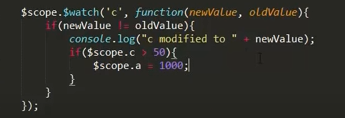 $scope.$watch('c', function(newValue, oldValue){
    if(newValue != oldValue){
        console.log("c modified to " + newValue);
        if($scope.c > 50){
            $scope.a = 1000;
        }
    }
});